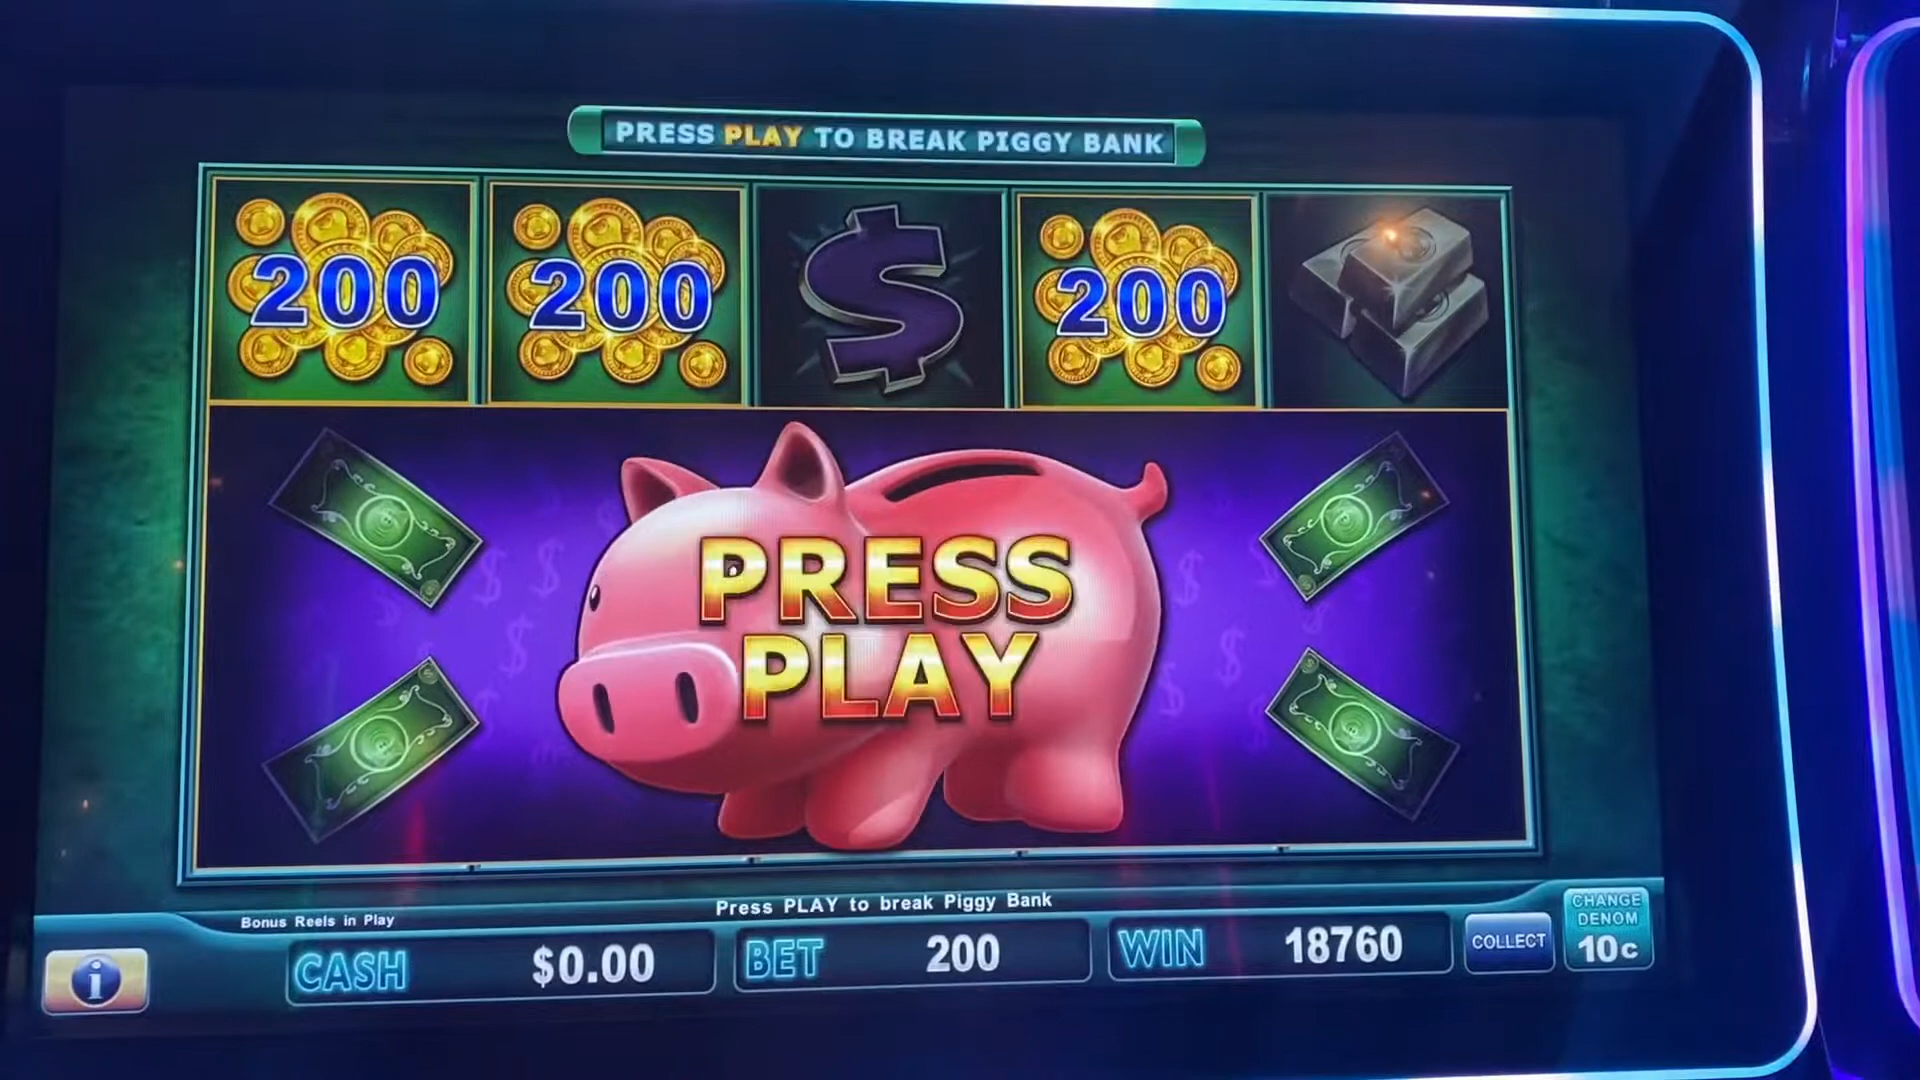 PRESS PLAY TO BREAK PIGGY BANK
200 200 200
PRESS
PLAY
Press PLAY to break Piggy Bank
Bonus Reels in Play
CASH $0.00 BET 200 WIN 18760 COLLECT
CHANGE
DENOM
10c
i